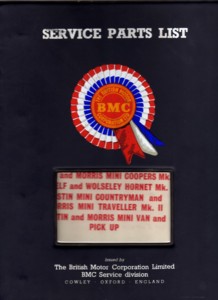 SERVICE PARTS LIST
BMC
and MORRIS MINI COOPERS Mk.
LF and WOLSELEY HORNET Mk.
STIN MINI COUNTRYMAN and
RRIS MINI TRAVELLER Mk. II
TIN and MORRIS MINI VAN and
PICK UP
Issued by
The British Motor Corporation Limited
BMC Service division
COWLEY · OXFORD · ENGLAND